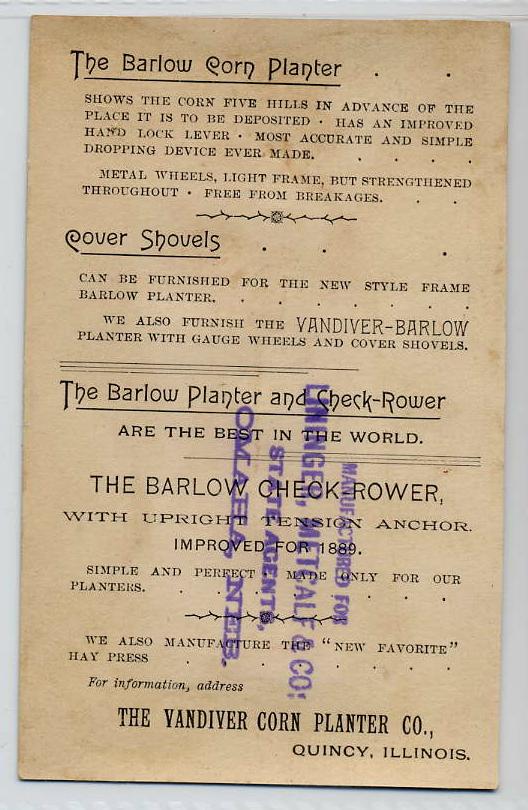 The Barlow Corn Planter
SHOWS THE CORN FIVE HILLS IN ADVANCE OF THE
PLACE IT IS TO BE DEPOSITED · HAS AN IMPROVED
HAND LOCK LEVER · MOST ACCURATE AND SIMPLE
DROPPING DEVICE EVER MADE.
METAL WHEELS, LIGHT FRAME, BUT STRENGTHENED
THROUGHOUT · FREE FROM BREAKAGES.
Cover Shovels
CAN BE FURNISHED FOR THE NEW STYLE FRAME
BARLOW PLANTER.
WE ALSO FURNISH THE VANDIVER-BARLOW
PLANTER WITH GAUGE WHEELS AND COVER SHOVELS.
The Barlow Planter and Check-Rower
ARE THE BEST IN THE WORLD.
THE BARLOW CHECK-ROWER,
WITH UPRIGHT TENSION ANCHOR.
IMPROVED FOR 1889.
SIMPLE AND PERFECT · MADE ONLY FOR OUR
PLANTERS.
WE ALSO MANUFACTURE THE "NEW FAVORITE"
HAY PRESS
For information, address
THE VANDIVER CORN PLANTER CO.,
QUINCY, ILLINOIS.
MANUFACTURED FOR
LININGER, METCALF & CO.,
STATE AGENT,
OMAHA, NEB.